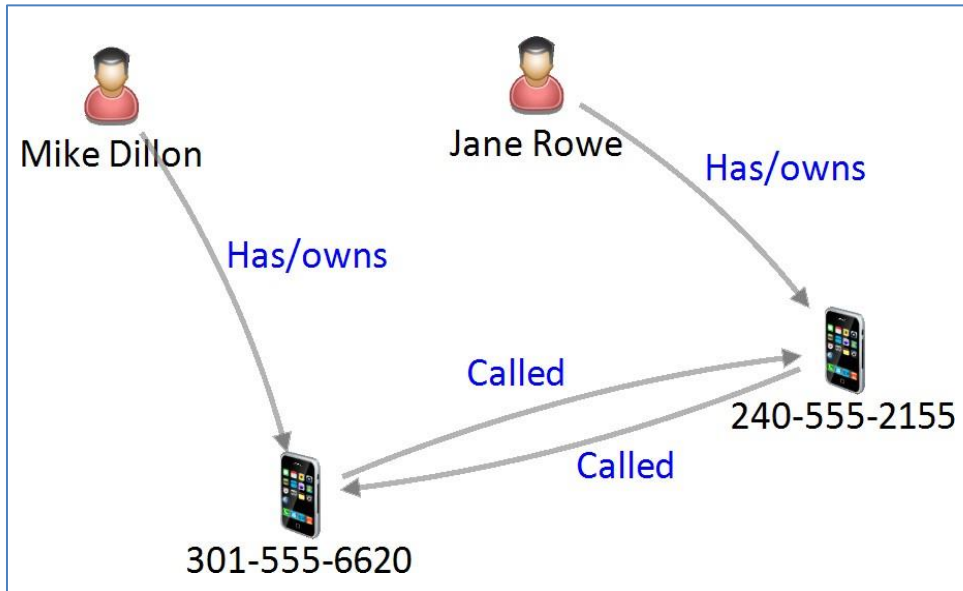 Mike Dillon
Jane Rowe
Has/owns
Has/owns
Called
240-555-2155
Called
301-555-6620